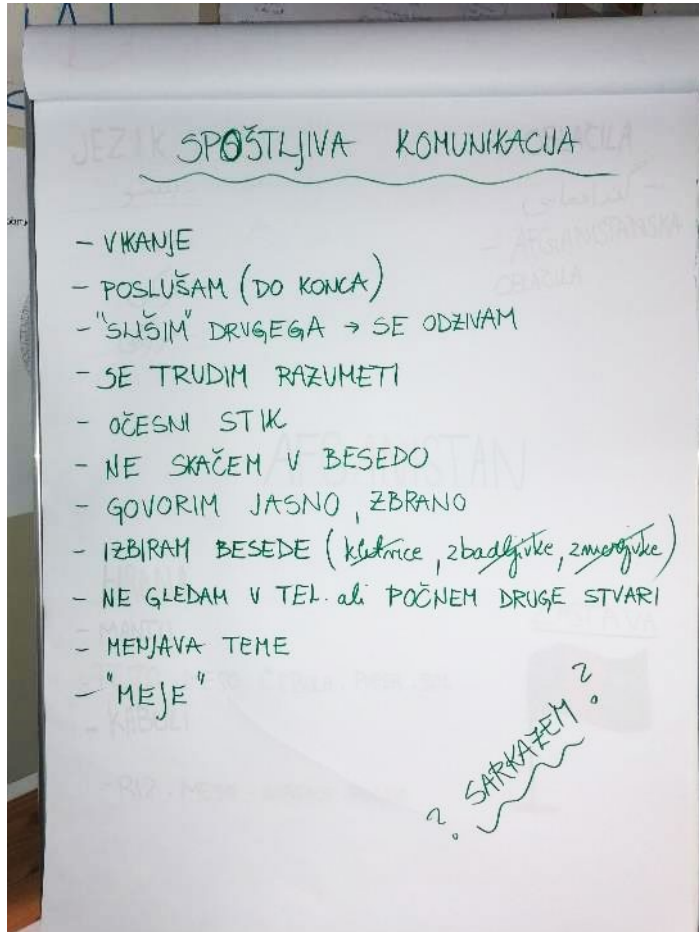 SPOŠTLJIVA KOMUNIKACIJA
- VIKANJE
- POSLUŠAM (DO KONCA)
- "SLIŠIM" DRUGEGA → SE ODZIVAM
- SE TRUDIM RAZUMETI
- OČESNI STIK
- NE SKAČEM V BESEDO
- GOVORIM JASNO, ZBRANO
- IZBIRAM BESEDE (kletvice, zbadljivke, zmerjivke)
- NE GLEDAM V TEL. ali POČNEM DRUGE STVARI
- MENJAVA TEME
- "MEJE"
? SARKAZEM ?